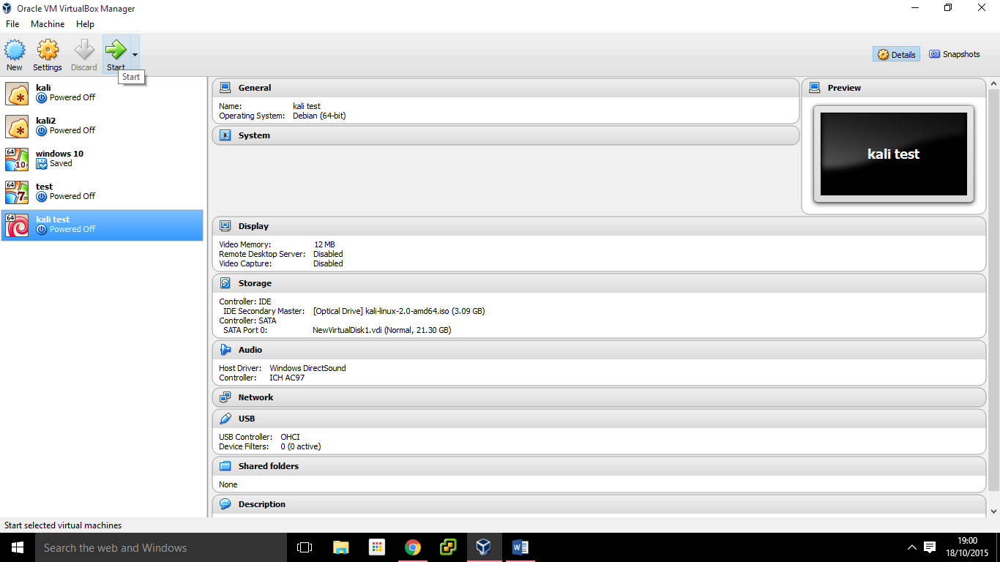 Oracle VM VirtualBox Manager
File Machine Help
New Settings Discard Start
Start
Details Snapshots
kali
Powered Off
kali2
Powered Off
64
10
windows 10
Saved
64
7
test
Powered Off
64
kali test
Powered Off
General
Name: kali test
Operating System: Debian (64-bit)
System
Preview
kali test
Display
Video Memory: 12 MB
Remote Desktop Server: Disabled
Video Capture: Disabled
Storage
Controller: IDE
IDE Secondary Master: [Optical Drive] kali-linux-2.0-amd64.iso (3.09 GB)
Controller: SATA
SATA Port 0: NewVirtualDisk1.vdi (Normal, 21.30 GB)
Audio
Host Driver: Windows DirectSound
Controller: ICH AC97
Network
USB
USB Controller: OHCI
Device Filters: 0 (0 active)
Shared folders
None
Description
Start selected virtual machines
Search the web and Windows
19:00
18/10/2015